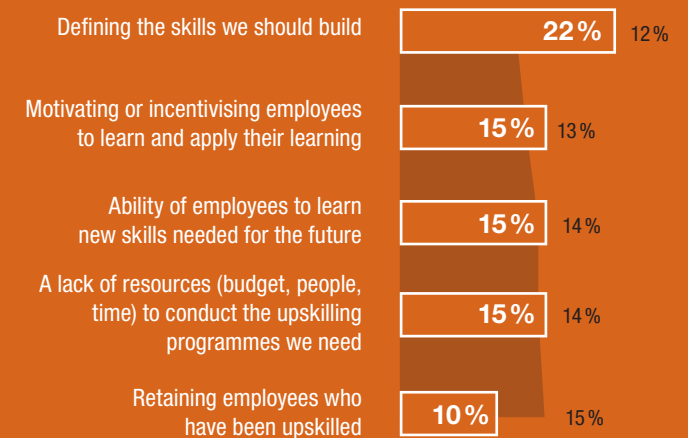 Defining the skills we should build
22% 12%
Motivating or incentivising employees
to learn and apply their learning
15% 13%
Ability of employees to learn
new skills needed for the future
15% 14%
A lack of resources (budget, people,
time) to conduct the upskilling
programmes we need
15% 14%
Retaining employees who
have been upskilled
10% 15%